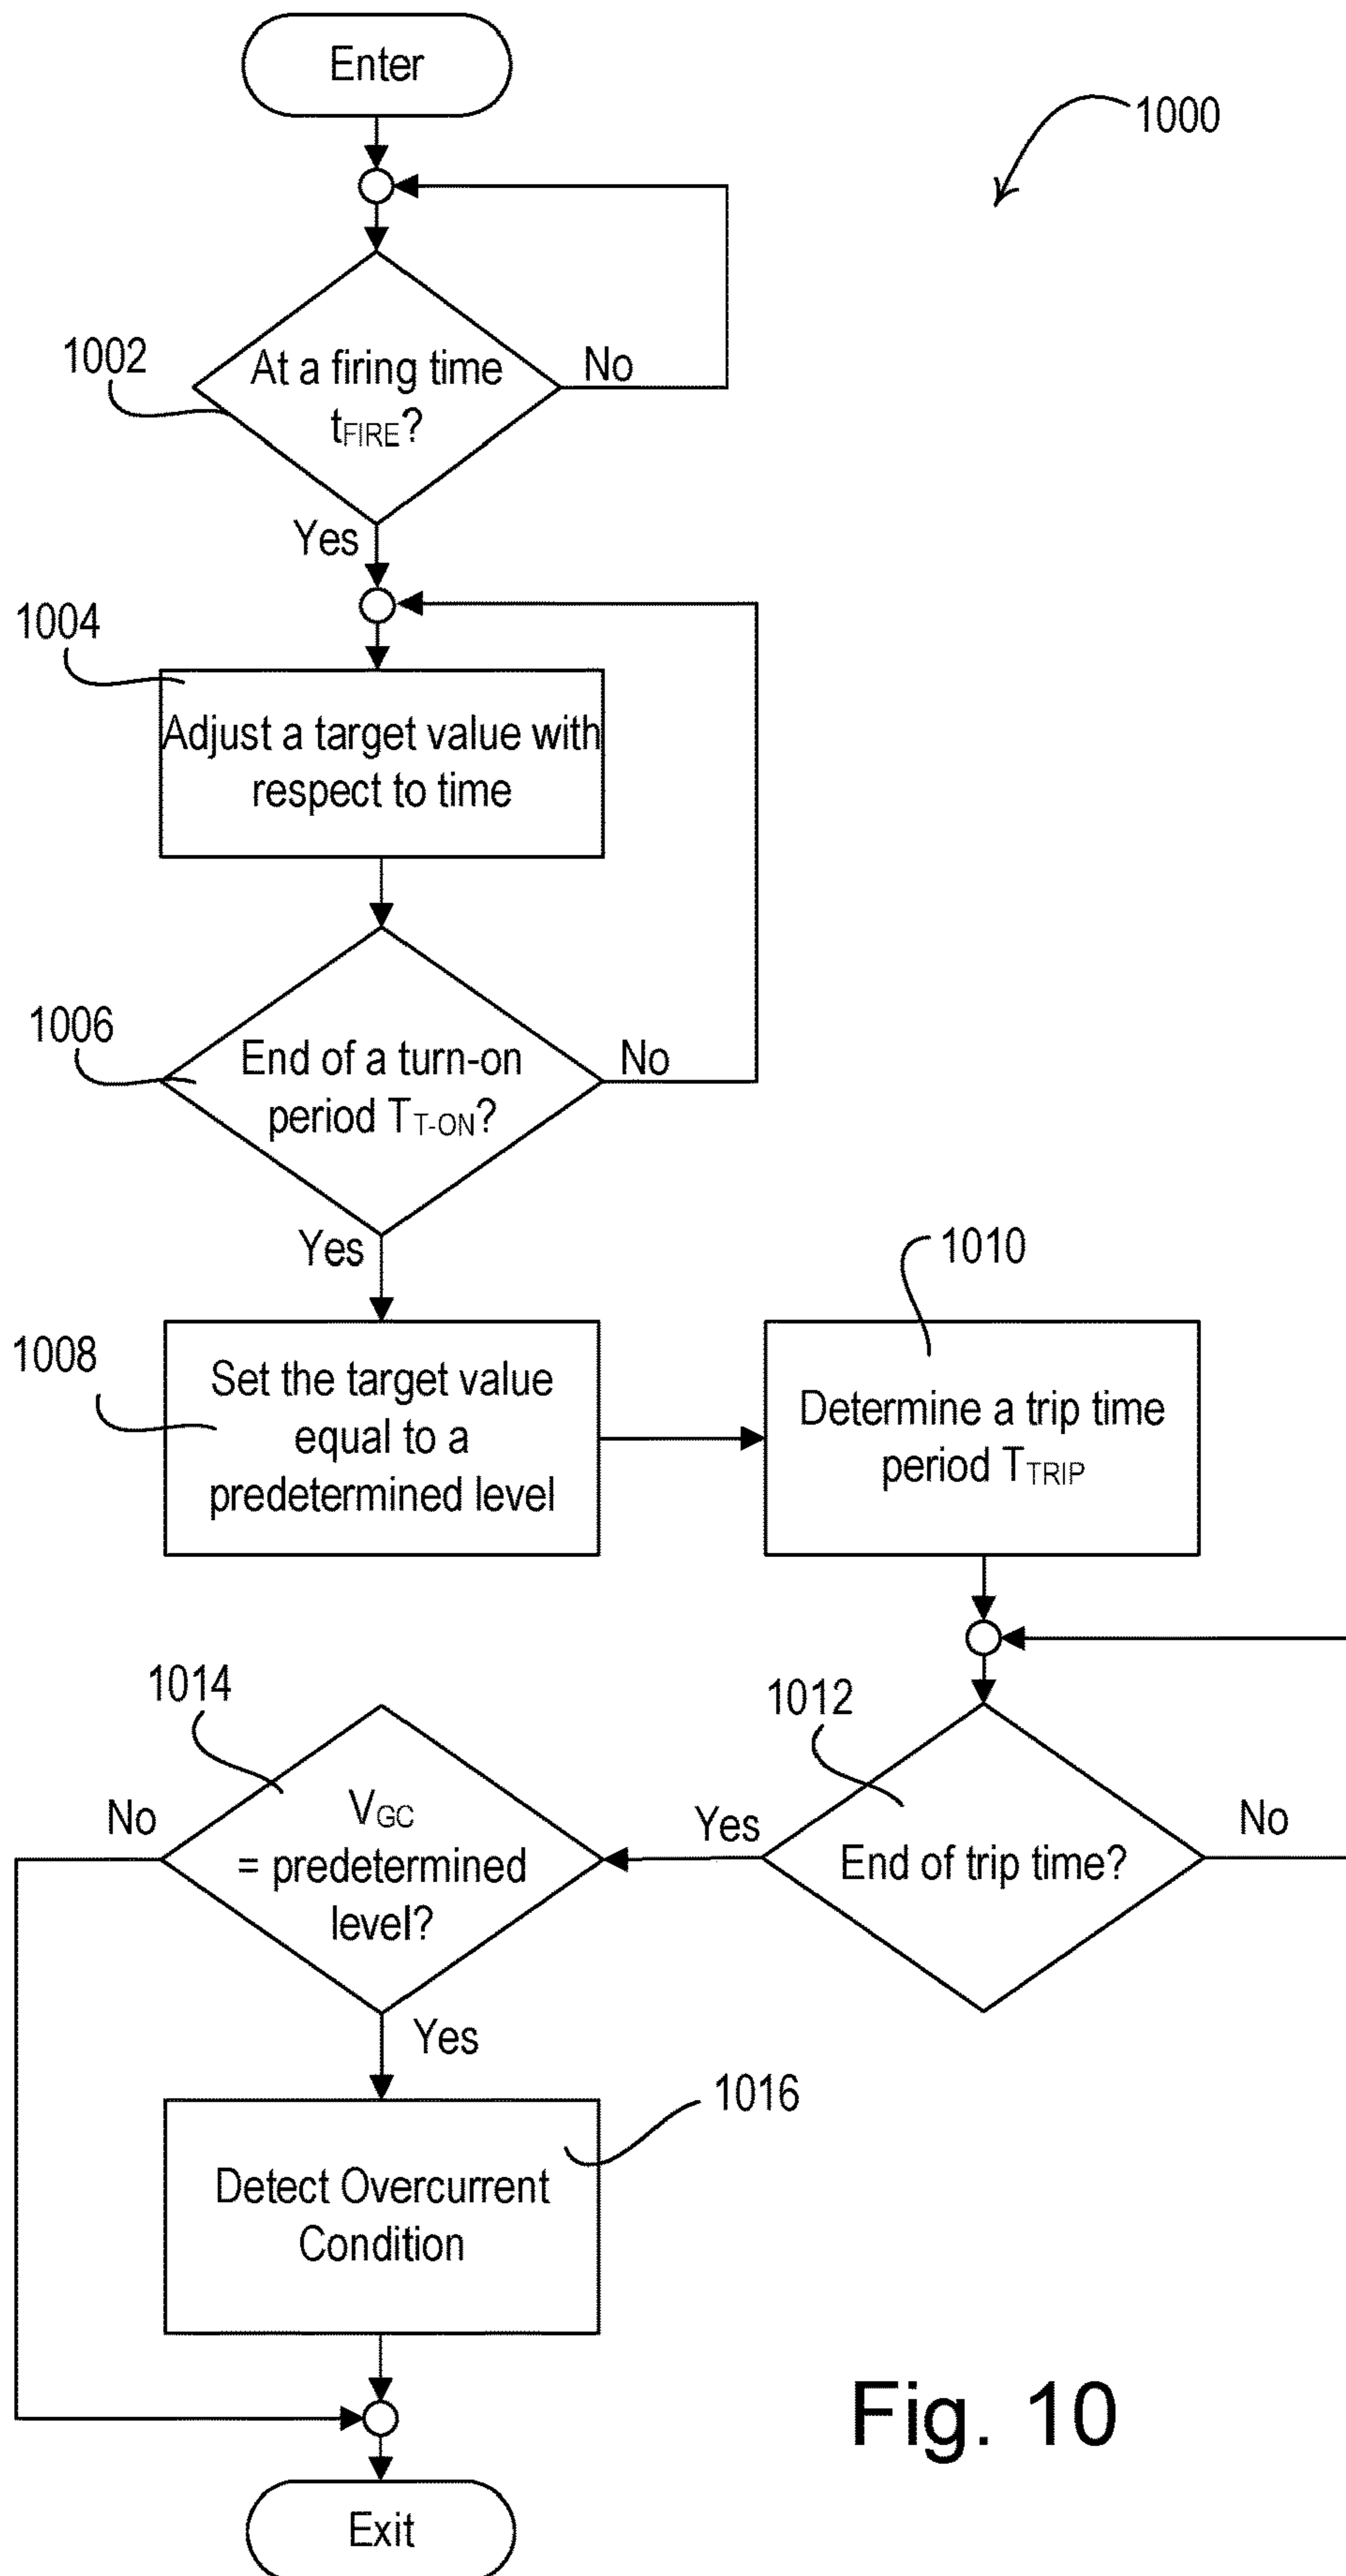 Enter
1000
1002
At a firing time
tFIRE?
No
Yes
1004
Adjust a target value with
respect to time
1006
End of a turn-on
period TT-ON?
No
Yes
1008
Set the target value
equal to a
predetermined level
1010
Determine a trip time
period TTRIP
1012
End of trip time?
No
Yes
1014
VGC
= predetermined
level?
No
Yes
1016
Detect Overcurrent
Condition
Exit
Fig. 10